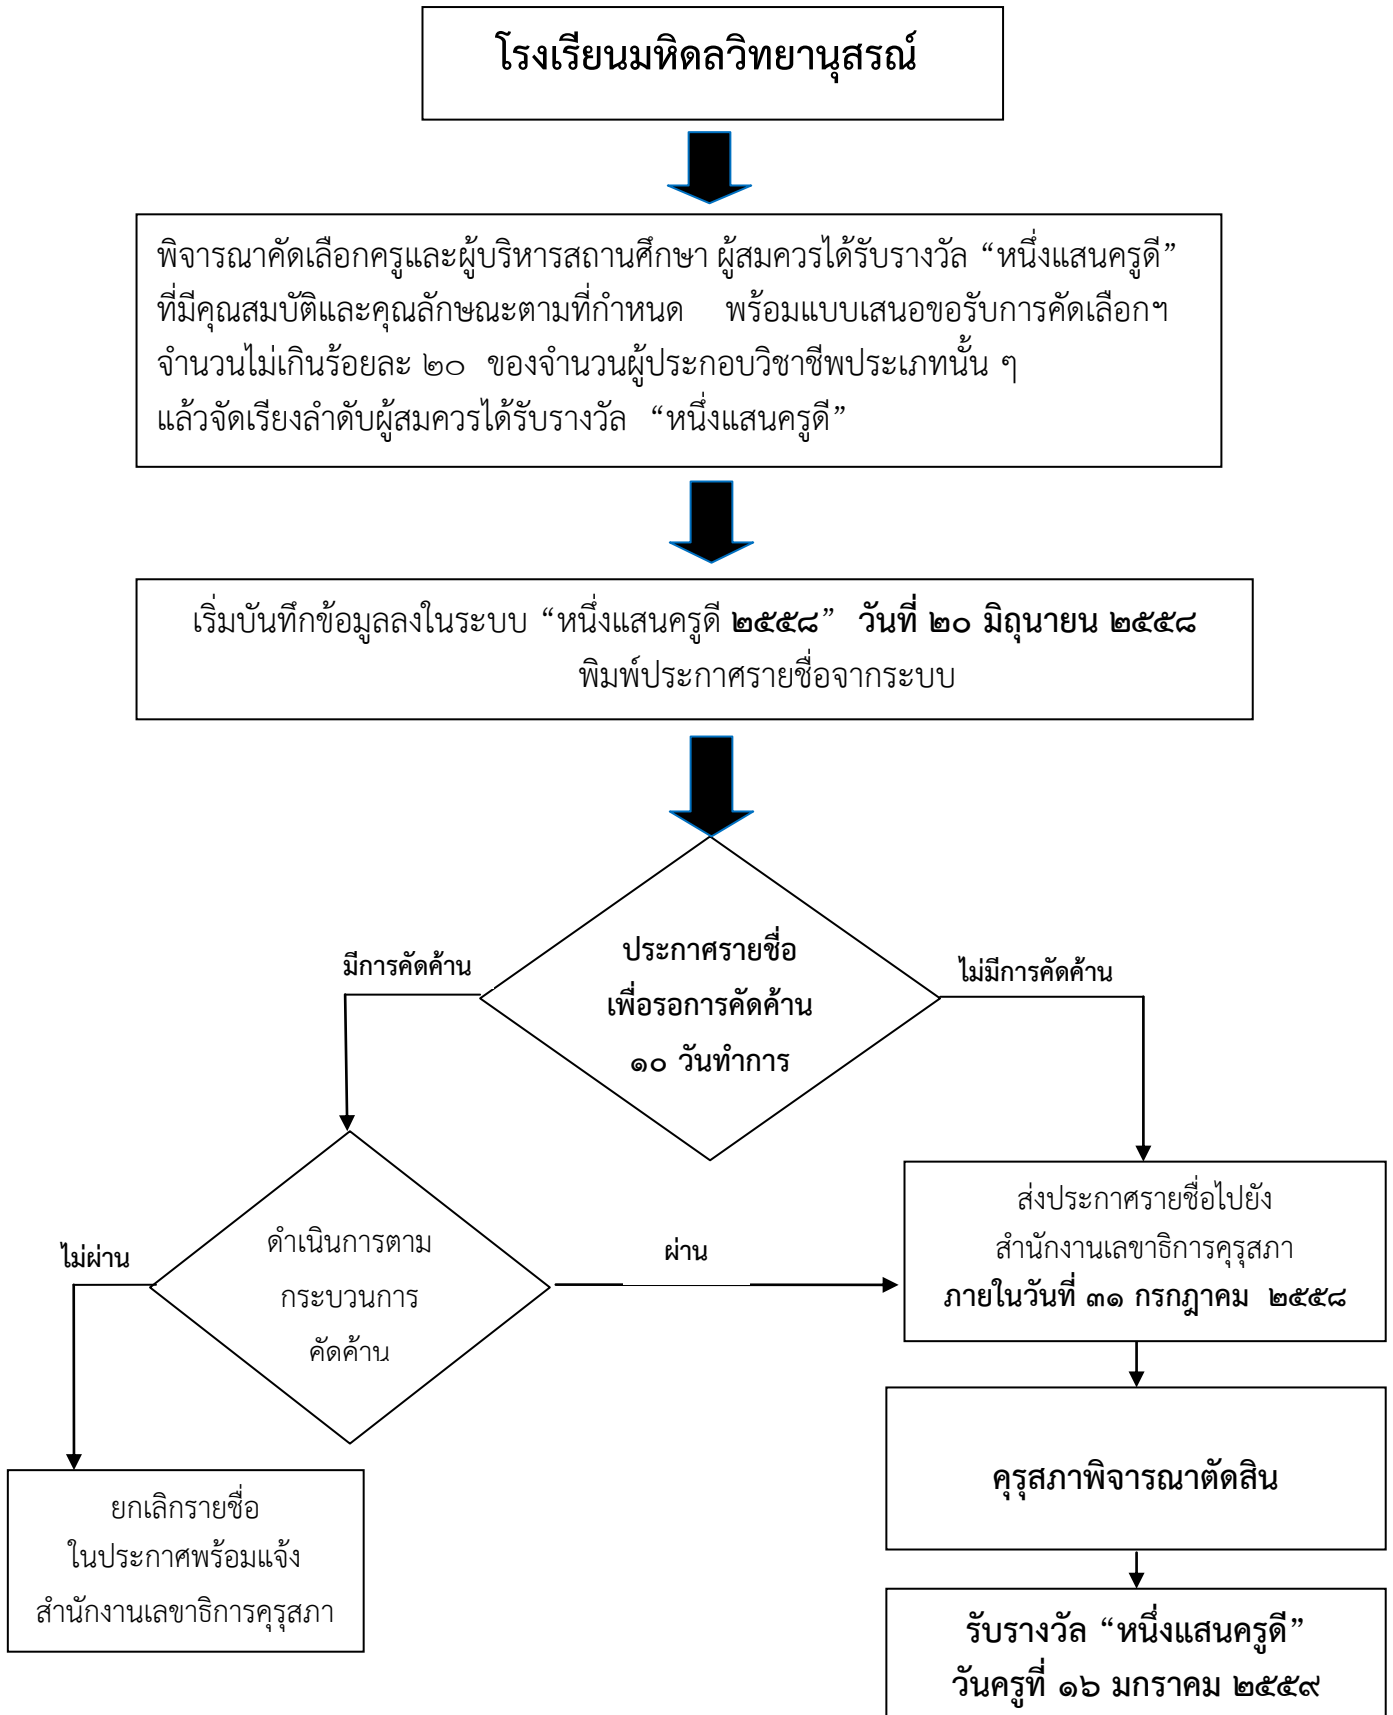 โรงเรียนมหิดลวิทยานุสรณ์
พิจารณาคัดเลือกครูและผู้บริหารสถานศึกษา ผู้สมควรได้รับรางวัล “หนึ่งแสนครูดี”
ที่มีคุณสมบัติและคุณลักษณะตามที่กำหนด พร้อมแบบเสนอขอรับการคัดเลือกฯ
จำนวนไม่เกินร้อยละ ๒๐ ของจำนวนผู้ประกอบวิชาชีพประเภทนั้น ๆ
แล้วจัดเรียงลำดับผู้สมควรได้รับรางวัล “หนึ่งแสนครูดี”
เริ่มบันทึกข้อมูลลงในระบบ “หนึ่งแสนครูดี ๒๕๕๘” วันที่ ๒๐ มิถุนายน ๒๕๕๘
พิมพ์ประกาศรายชื่อจากระบบ
ประกาศรายชื่อ
เพื่อรอการคัดค้าน
๑๐ วันทำการ
มีการคัดค้าน
ไม่มีการคัดค้าน
ดำเนินการตาม
กระบวนการ
คัดค้าน
ไม่ผ่าน
ผ่าน
ส่งประกาศรายชื่อไปยัง
สำนักงานเลขาธิการคุรุสภา
ภายในวันที่ ๓๑ กรกฎาคม ๒๕๕๘
คุรุสภาพิจารณาตัดสิน
ยกเลิกรายชื่อ
ในประกาศพร้อมแจ้ง
สำนักงานเลขาธิการคุรุสภา
รับรางวัล “หนึ่งแสนครูดี”
วันครูที่ ๑๖ มกราคม ๒๕๕๙